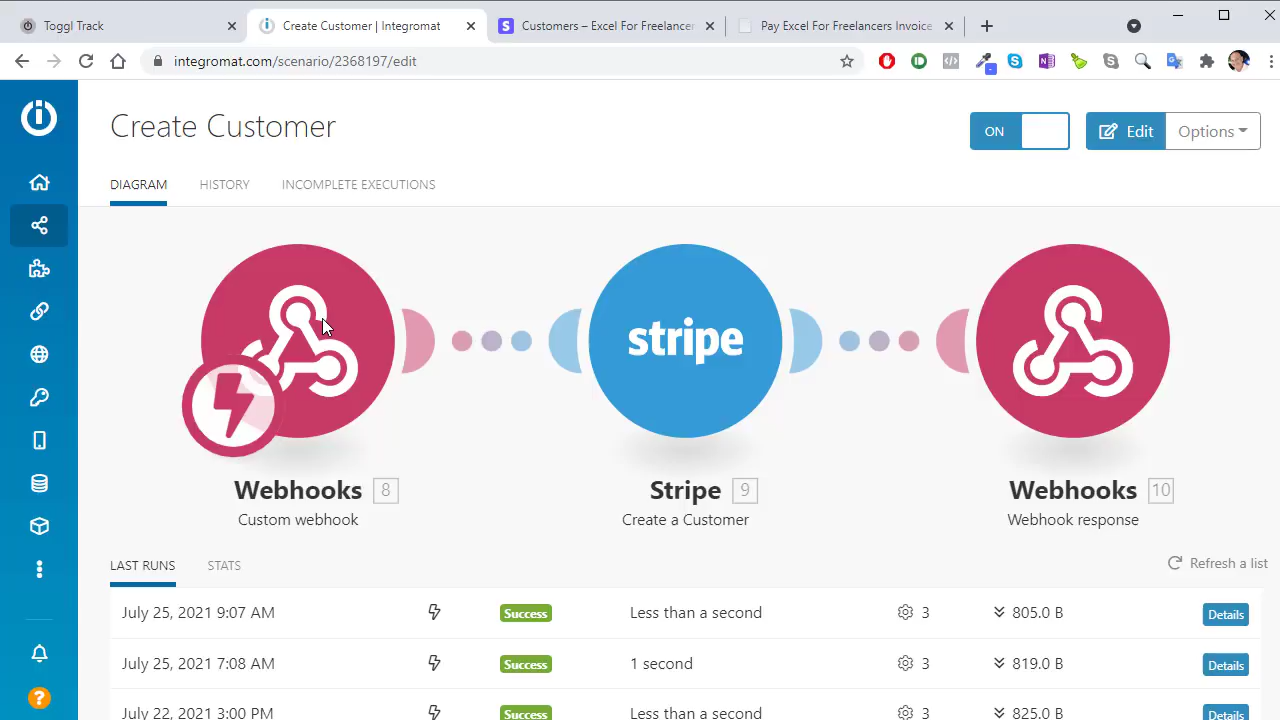 Toggl Track
Create Customer | Integromat
Customers – Excel For Freelancer
Pay Excel For Freelancers Invoice
integromat.com/scenario/2368197/edit
Create Customer
ON
Edit
Options
DIAGRAM
HISTORY
INCOMPLETE EXECUTIONS
stripe
Webhooks 8
Custom webhook
Stripe 9
Create a Customer
Webhooks 10
Webhook response
LAST RUNS
STATS
Refresh a list
July 25, 2021 9:07 AM Success Less than a second 3 805.0 B Details
July 25, 2021 7:08 AM Success 1 second 3 819.0 B Details
July 22, 2021 3:00 PM Success Less than a second 3 825.0 B Details